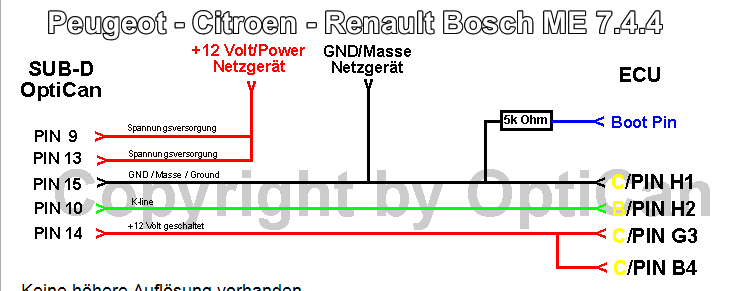 Peugeot - Citroen - Renault Bosch ME 7.4.4
+12 Volt/Power
Netzgerät
GND/Masse
Netzgerät
SUB-D
OptiCan
ECU
5k Ohm
Boot Pin
PIN 9
Spannungsversorgung
PIN 13
Spannungsversorgung
PIN 15
GND / Masse / Ground
C/PIN H1
PIN 10
K-line
B/PIN H2
PIN 14
+12 Volt geschaltet
C/PIN G3
C/PIN B4
Copyright by OptiCan
Keine höhere Auflösung vorhanden